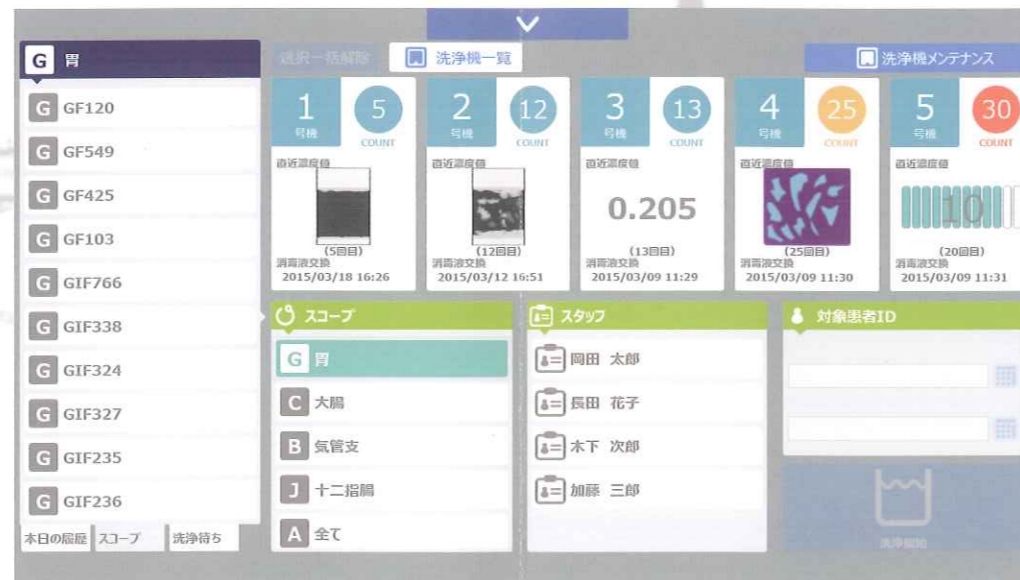 G 胃
G GF120
G GF549
G GF425
G GF103
G GIF766
G GIF338
G GIF324
G GIF327
G GIF235
G GIF236
本日の履歴 スコープ 洗浄待ち
選択一括解除 洗浄機一覧 洗浄機メンテナンス
1 号機 5 COUNT
直近濃度値
(5回目)
消毒液交換
2015/03/18 16:26
2 号機 12 COUNT
直近濃度値
(12回目)
消毒液交換
2015/03/12 16:51
3 号機 13 COUNT
直近濃度値
0.205
(13回目)
消毒液交換
2015/03/09 11:29
4 号機 25 COUNT
直近濃度値
(25回目)
消毒液交換
2015/03/09 11:30
5 号機 30 COUNT
直近濃度値
10
(20回目)
消毒液交換
2015/03/09 11:31
スコープ
G 胃
C 大腸
B 気管支
J 十二指腸
A 全て
スタッフ
岡田 太郎
長田 花子
木下 次郎
加藤 三郎
対象患者ID
洗浄開始